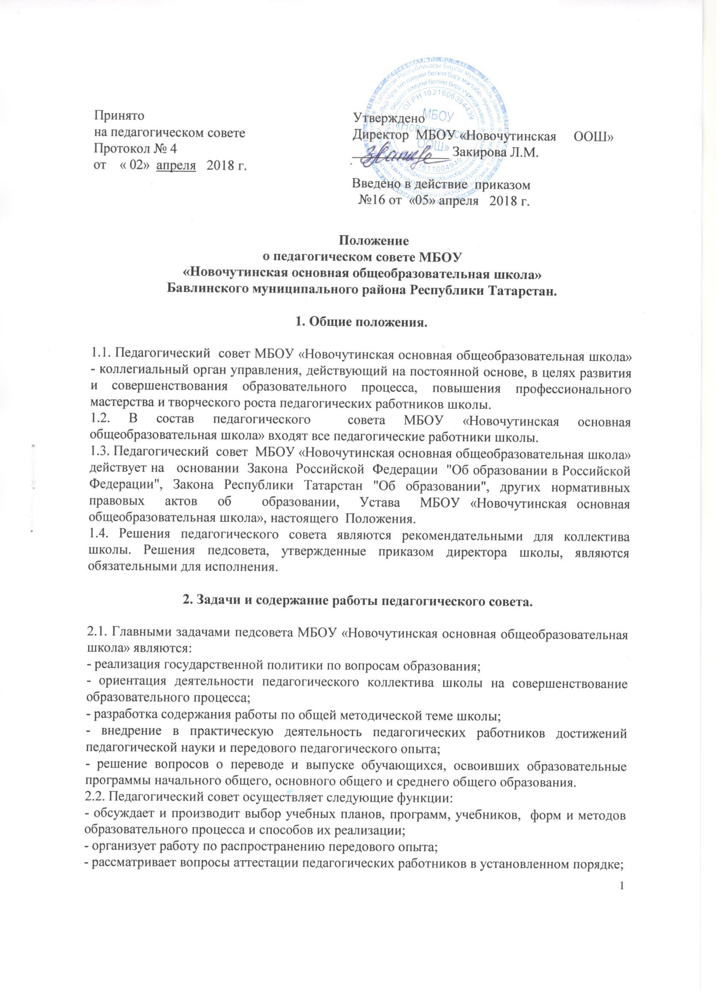 Принято
на педагогическом совете
Протокол № 4
от « 02» апреля 2018 г.
Утверждено
Директор МБОУ «Новочутинская ООШ»
Закирова Л.М.
Введено в действие приказом
№16 от «05» апреля 2018 г.
ОГРН 1021606354439
МБОУ
«Новочутинская
ООШ»
1611004949
Положение
о педагогическом совете МБОУ
«Новочутинская основная общеобразовательная школа»
Бавлинского муниципального района Республики Татарстан.
1. Общие положения.
1.1. Педагогический совет МБОУ «Новочутинская основная общеобразовательная школа»
- коллегиальный орган управления, действующий на постоянной основе, в целях развития
и совершенствования образовательного процесса, повышения профессионального
мастерства и творческого роста педагогических работников школы.
1.2. В состав педагогического совета МБОУ «Новочутинская основная
общеобразовательная школа» входят все педагогические работники школы.
1.3. Педагогический совет МБОУ «Новочутинская основная общеобразовательная школа»
действует на основании Закона Российской Федерации "Об образовании в Российской
Федерации", Закона Республики Татарстан "Об образовании", других нормативных
правовых актов об образовании, Устава МБОУ «Новочутинская основная
общеобразовательная школа», настоящего Положения.
1.4. Решения педагогического совета являются рекомендательными для коллектива
школы. Решения педсовета, утвержденные приказом директора школы, являются
обязательными для исполнения.
2. Задачи и содержание работы педагогического совета.
2.1. Главными задачами педсовета МБОУ «Новочутинская основная общеобразовательная
школа» являются:
- реализация государственной политики по вопросам образования;
- ориентация деятельности педагогического коллектива школы на совершенствование
образовательного процесса;
- разработка содержания работы по общей методической теме школы;
- внедрение в практическую деятельность педагогических работников достижений
педагогической науки и передового педагогического опыта;
- решение вопросов о переводе и выпуске обучающихся, освоивших образовательные
программы начального общего, основного общего и среднего общего образования.
2.2. Педагогический совет осуществляет следующие функции:
- обсуждает и производит выбор учебных планов, программ, учебников, форм и методов
образовательного процесса и способов их реализации;
- организует работу по распространению передового опыта;
- рассматривает вопросы аттестации педагогических работников в установленном порядке;
1